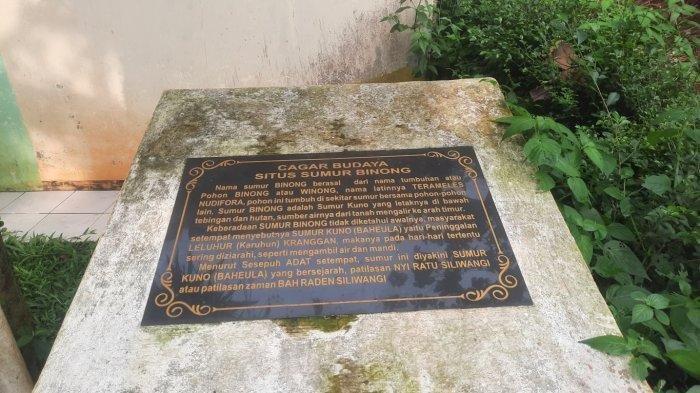 CAGAR BUDAYA
SITUS SUMUR BINONG
Nama sumur BINONG berasal dari nama tumbuhan atau
Pohon BINONG atau WINONG, nama latinnya TERAMELES
NUDIFORA, pohon ini tumbuh di sekitar sumur bersama pohon-pohon
lain. Sumur BINONG adalah Sumur Kuno yang letaknya di bawah
tebingan dan hutan, sumber airnya dari tanah mengalir ke arah timur.
Keberadaan SUMUR BINONG tidak diketahui awalnya, masyarakat
setempat menyebutnya SUMUR KUNO (BAHEULA) yaitu Peninggalan
LELUHUR (Karuhun) KRANGGAN, makanya pada hari-hari tertentu
sering diziarahi, seperti mengambil air dan mandi.
Menurut Sesepuh ADAT setempat, sumur ini diyakini SUMUR
KUNO (BAHEULA) yang bersejarah, patilasan NYI RATU SILIWANGI
atau patilasan zaman BAH RADEN SILIWANGI